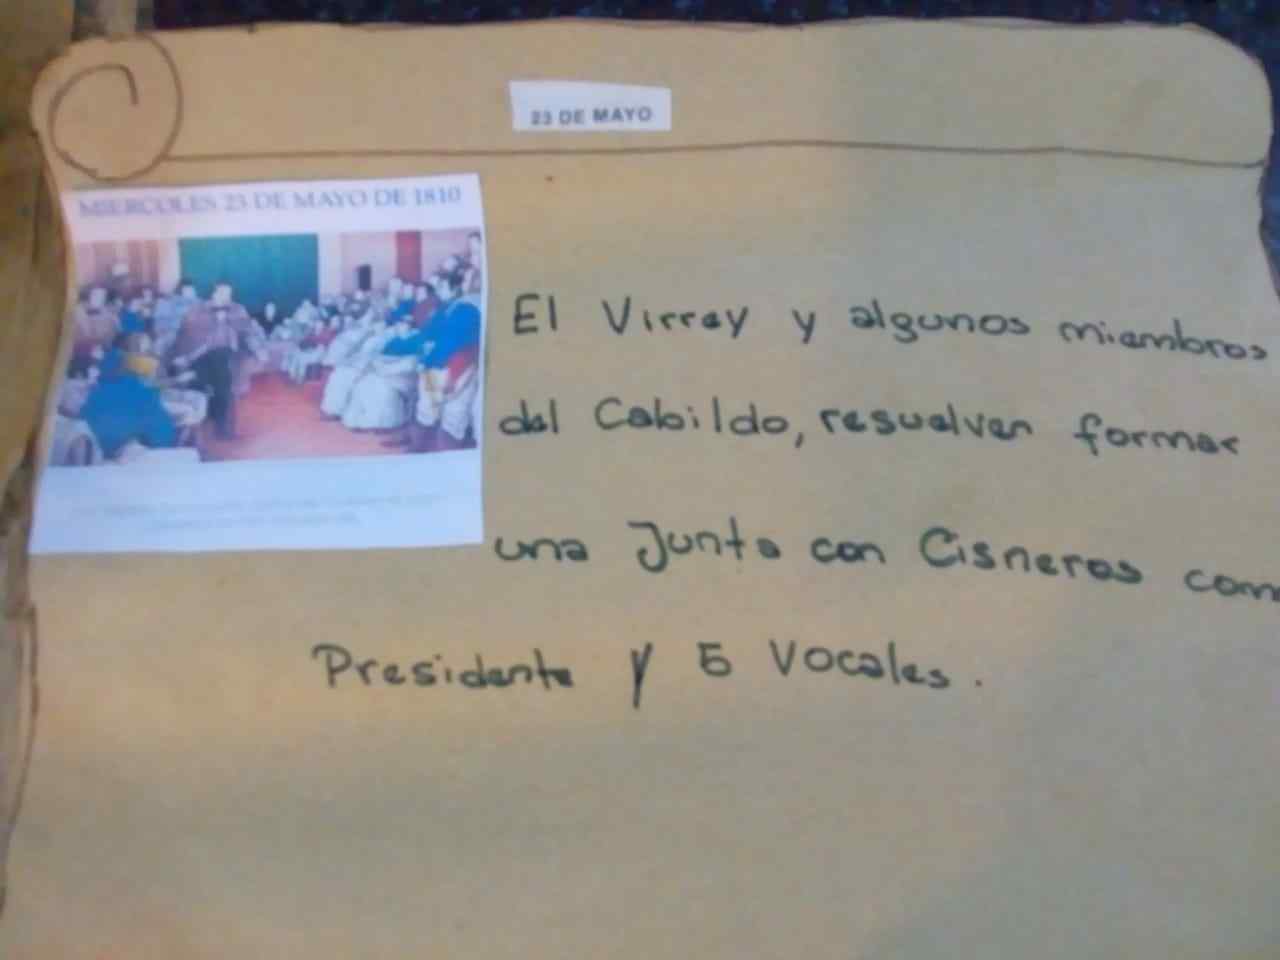 23 DE MAYO
MIERCOLES 23 DE MAYO DE 1810
El Virrey y algunos miembros
del Cabildo, resuelven formar
una Junta con Cisneros com
Presidente y 5 Vocales.